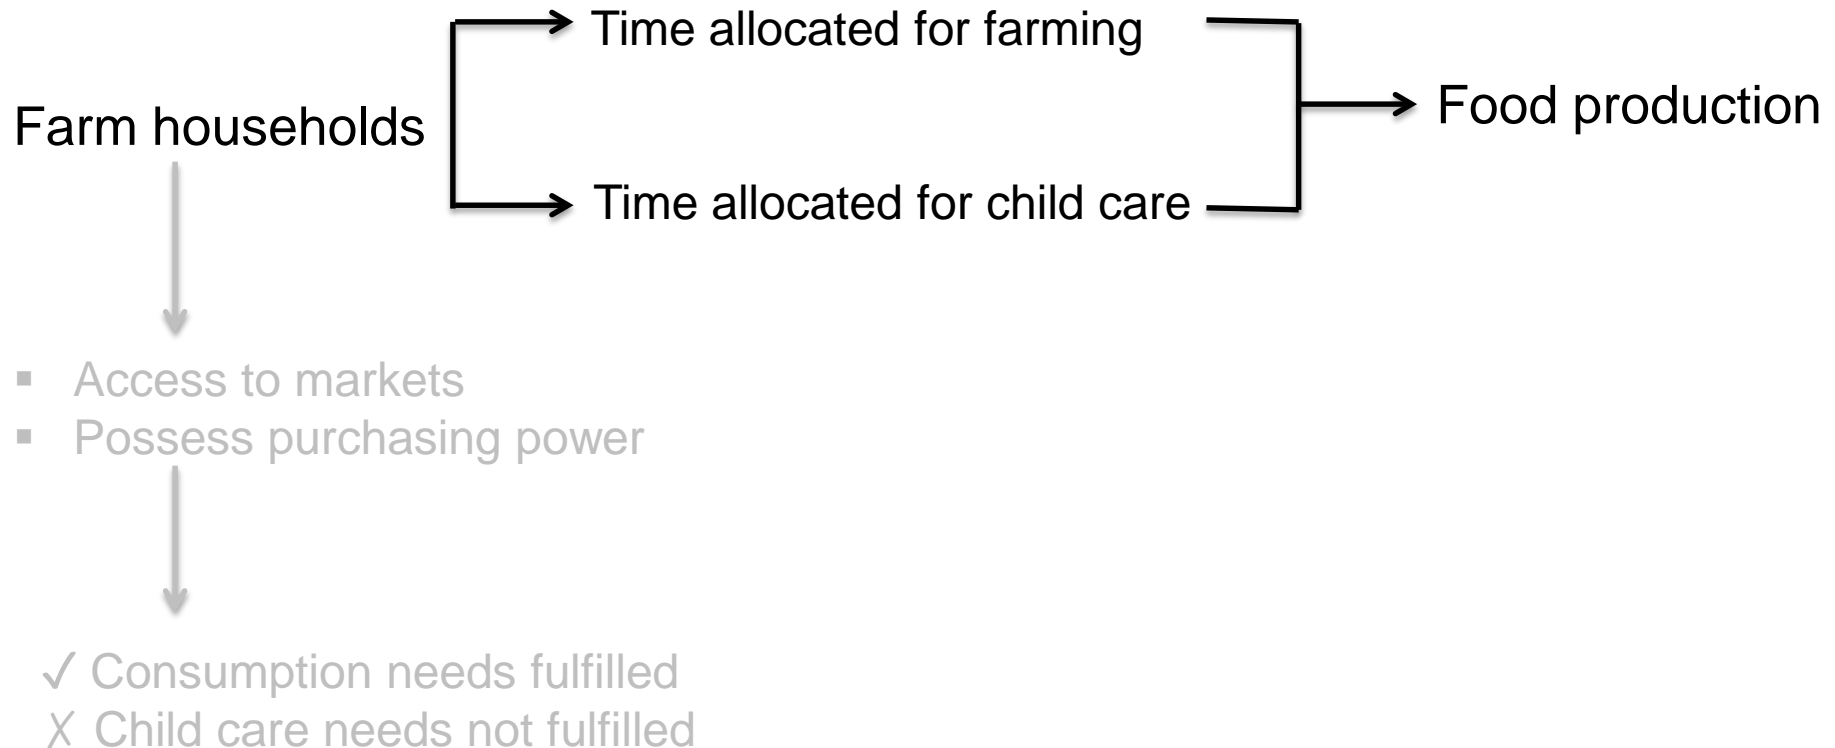 Time allocated for farming
Farm households
Food production
Time allocated for child care
▪ Access to markets
▪ Possess purchasing power
✓ Consumption needs fulfilled
✗ Child care needs not fulfilled